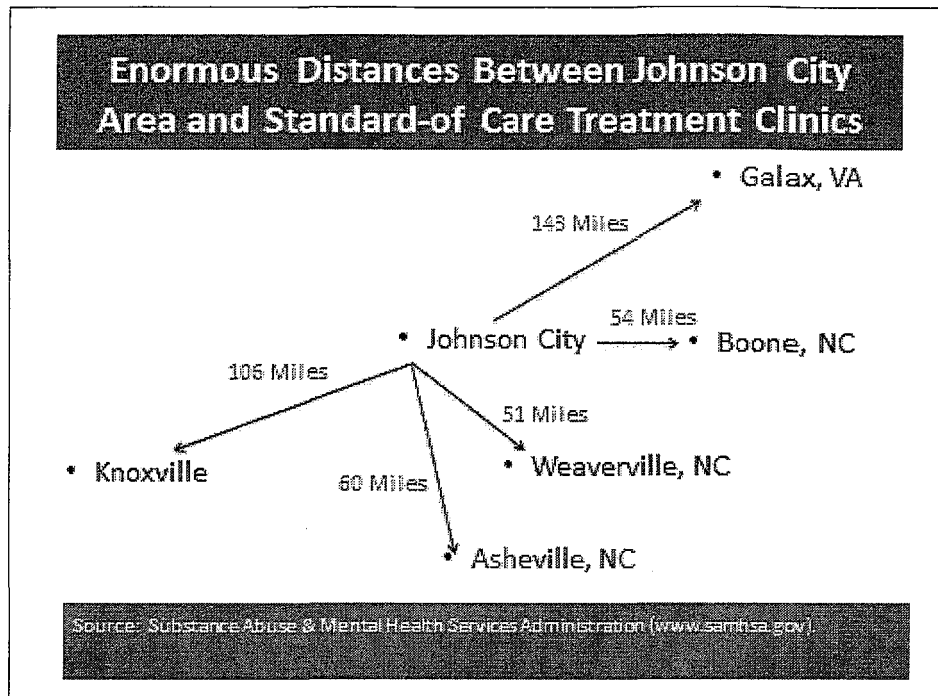 Enormous Distances Between Johnson City
Area and Standard-of Care Treatment Clinics
• Galax, VA
143 Miles
54 Miles
• Johnson City
• Boone, NC
106 Miles
51 Miles
• Knoxville
• Weaverville, NC
60 Miles
• Asheville, NC
Source: Substance Abuse & Mental Health Services Administration (www.samhsa.gov).